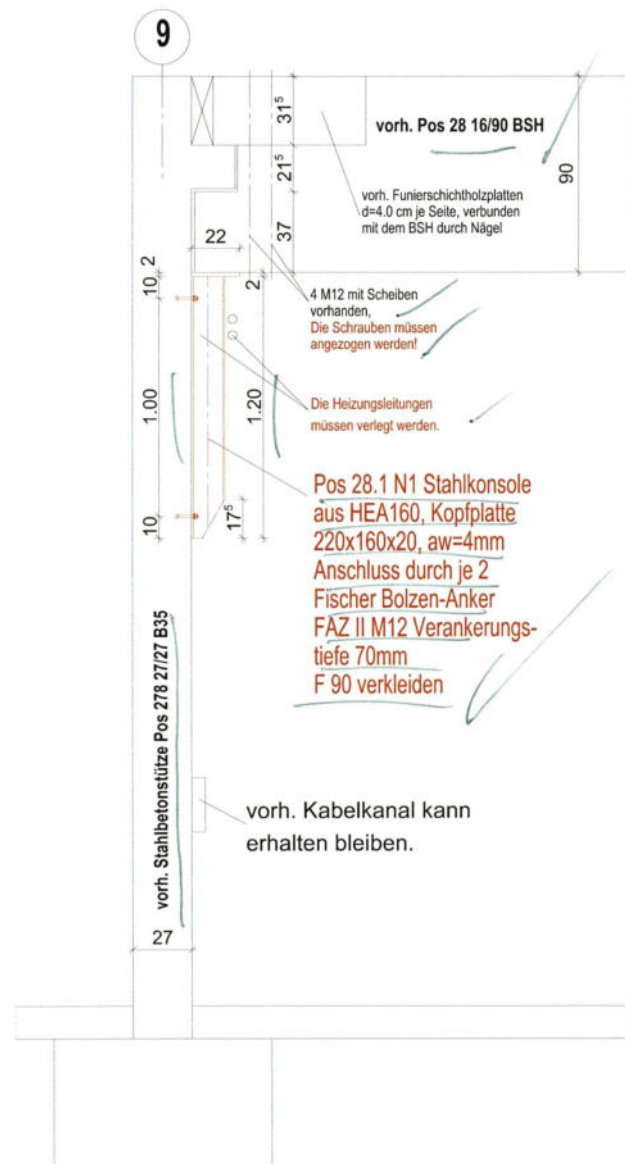 9
31⁵
vorh. Pos 28 16/90 BSH
21⁵
90
vorh. Funierschichtholzplatten
d=4.0 cm je Seite, verbunden
mit dem BSH durch Nägel
22
37
2
10
2
4 M12 mit Scheiben
vorhanden,
Die Schrauben müssen
angezogen werden!
1.00
1.20
Die Heizungsleitungen
müssen verlegt werden.
10
17⁵
Pos 28.1 N1 Stahlkonsole
aus HEA160, Kopfplatte
220x160x20, aw=4mm
Anschluss durch je 2
Fischer Bolzen-Anker
FAZ II M12 Verankerungs-
tiefe 70mm
F 90 verkleiden
vorh. Stahlbetonstütze Pos 278 27/27 B35
vorh. Kabelkanal kann
erhalten bleiben.
27